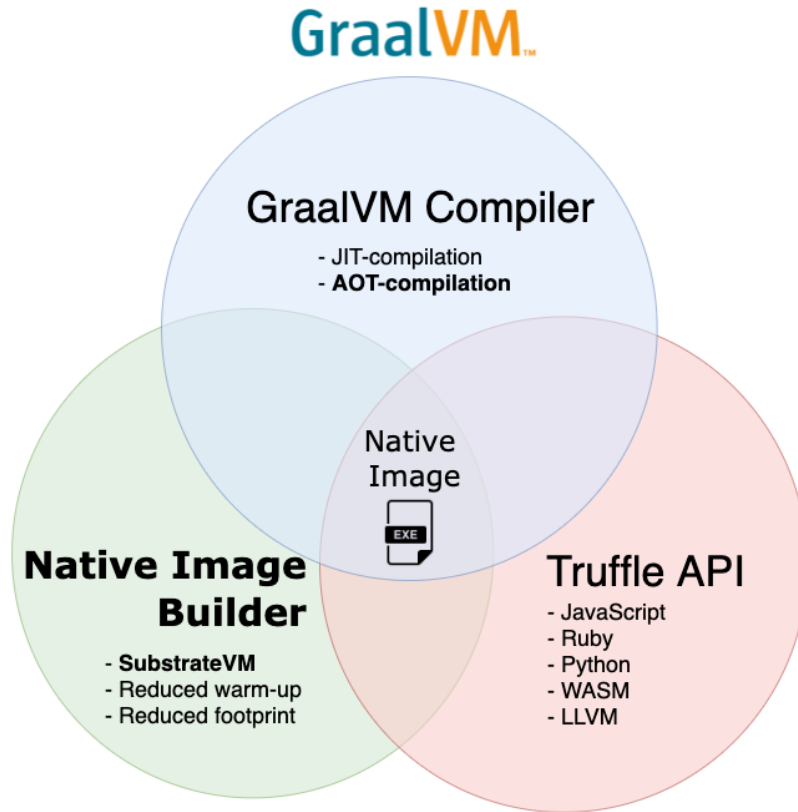 GraalVM™
GraalVM Compiler
- JIT-compilation
- AOT-compilation
Native
Image
EXE
Native Image
Builder
- SubstrateVM
- Reduced warm-up
- Reduced footprint
Truffle API
- JavaScript
- Ruby
- Python
- WASM
- LLVM